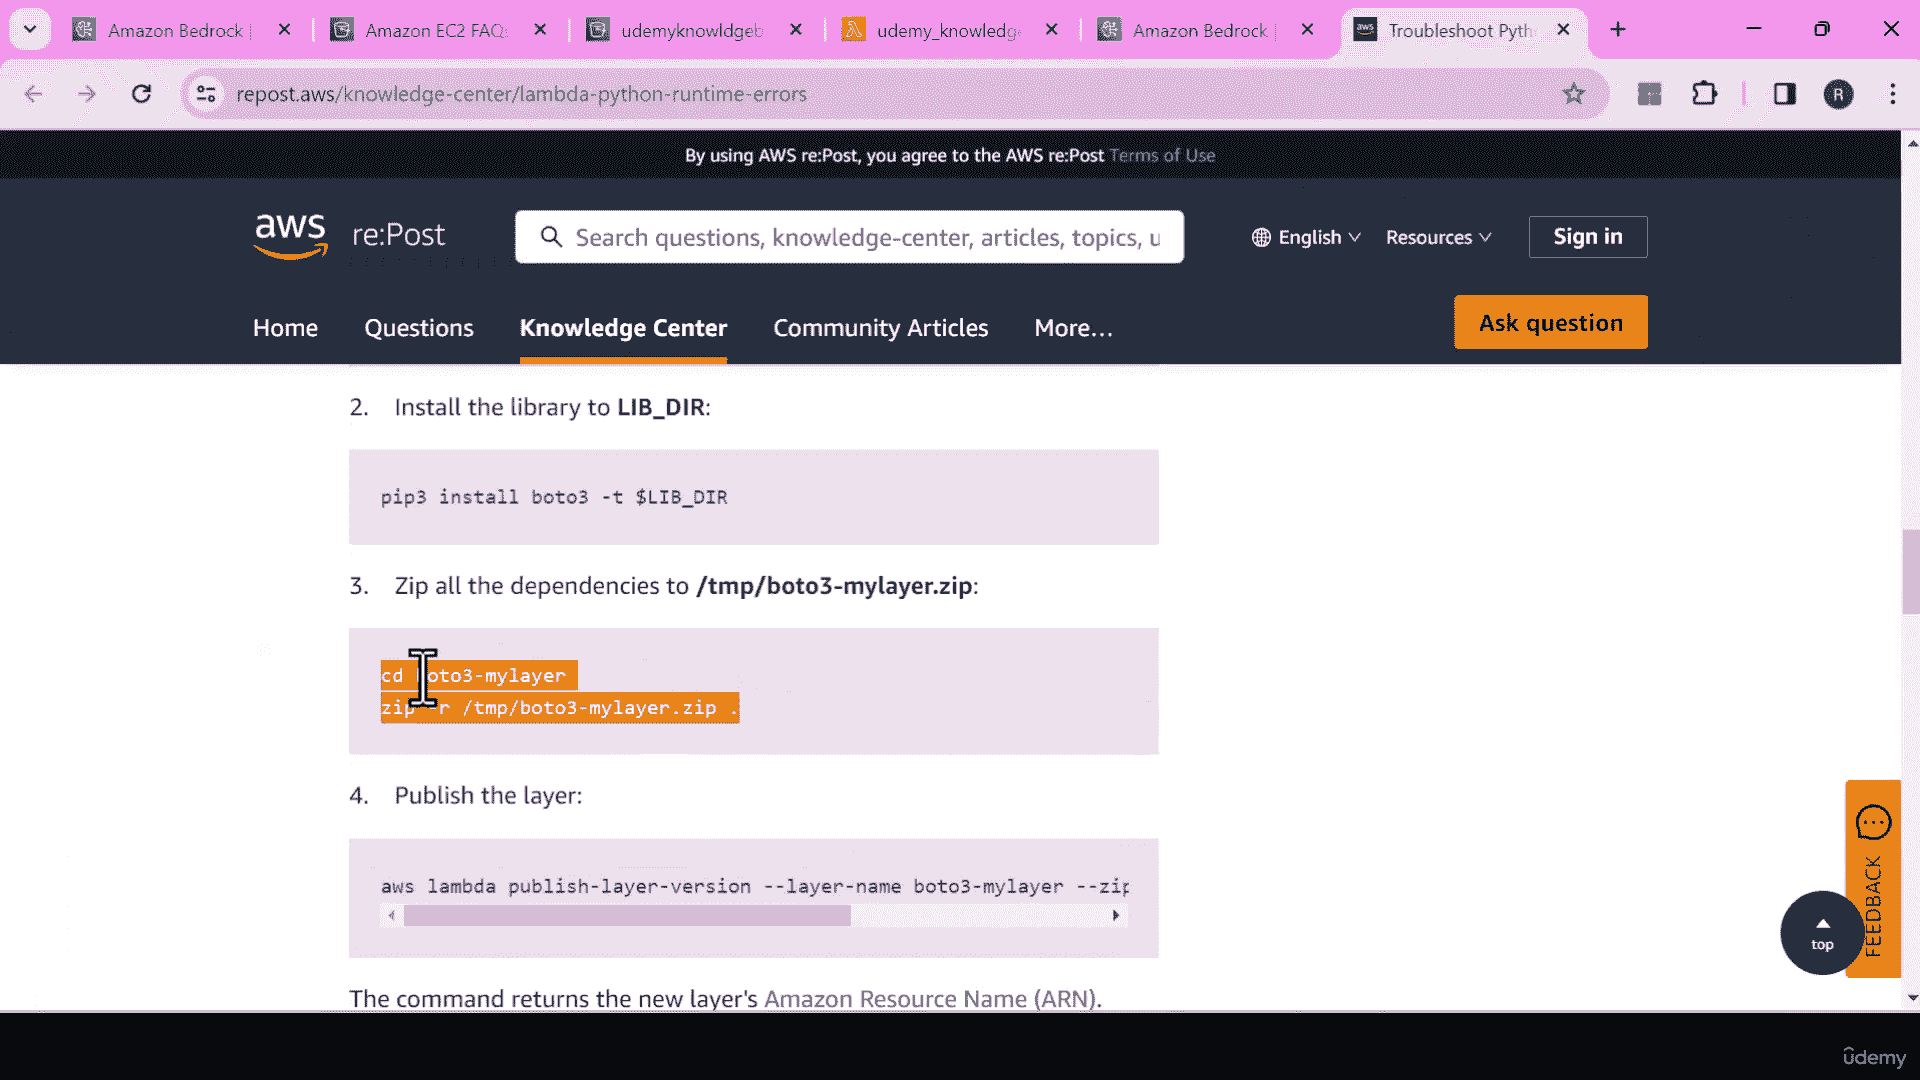 Amazon Bedrock
Amazon EC2 FAQ
udemyknowldgeb
udemy_knowledg
Amazon Bedrock
Troubleshoot Pyth
repost.aws/knowledge-center/lambda-python-runtime-errors
R
By using AWS re:Post, you agree to the AWS re:Post Terms of Use
aws re:Post
Search questions, knowledge-center, articles, topics, u
English
Resources
Sign in
Home
Questions
Knowledge Center
Community Articles
More...
Ask question
2. Install the library to LIB_DIR:
pip3 install boto3 -t $LIB_DIR
3. Zip all the dependencies to /tmp/boto3-mylayer.zip:
cd boto3-mylayer
zip -r /tmp/boto3-mylayer.zip .
4. Publish the layer:
aws lambda publish-layer-version --layer-name boto3-mylayer --zip
The command returns the new layer's Amazon Resource Name (ARN).
FEEDBACK
top
udemy